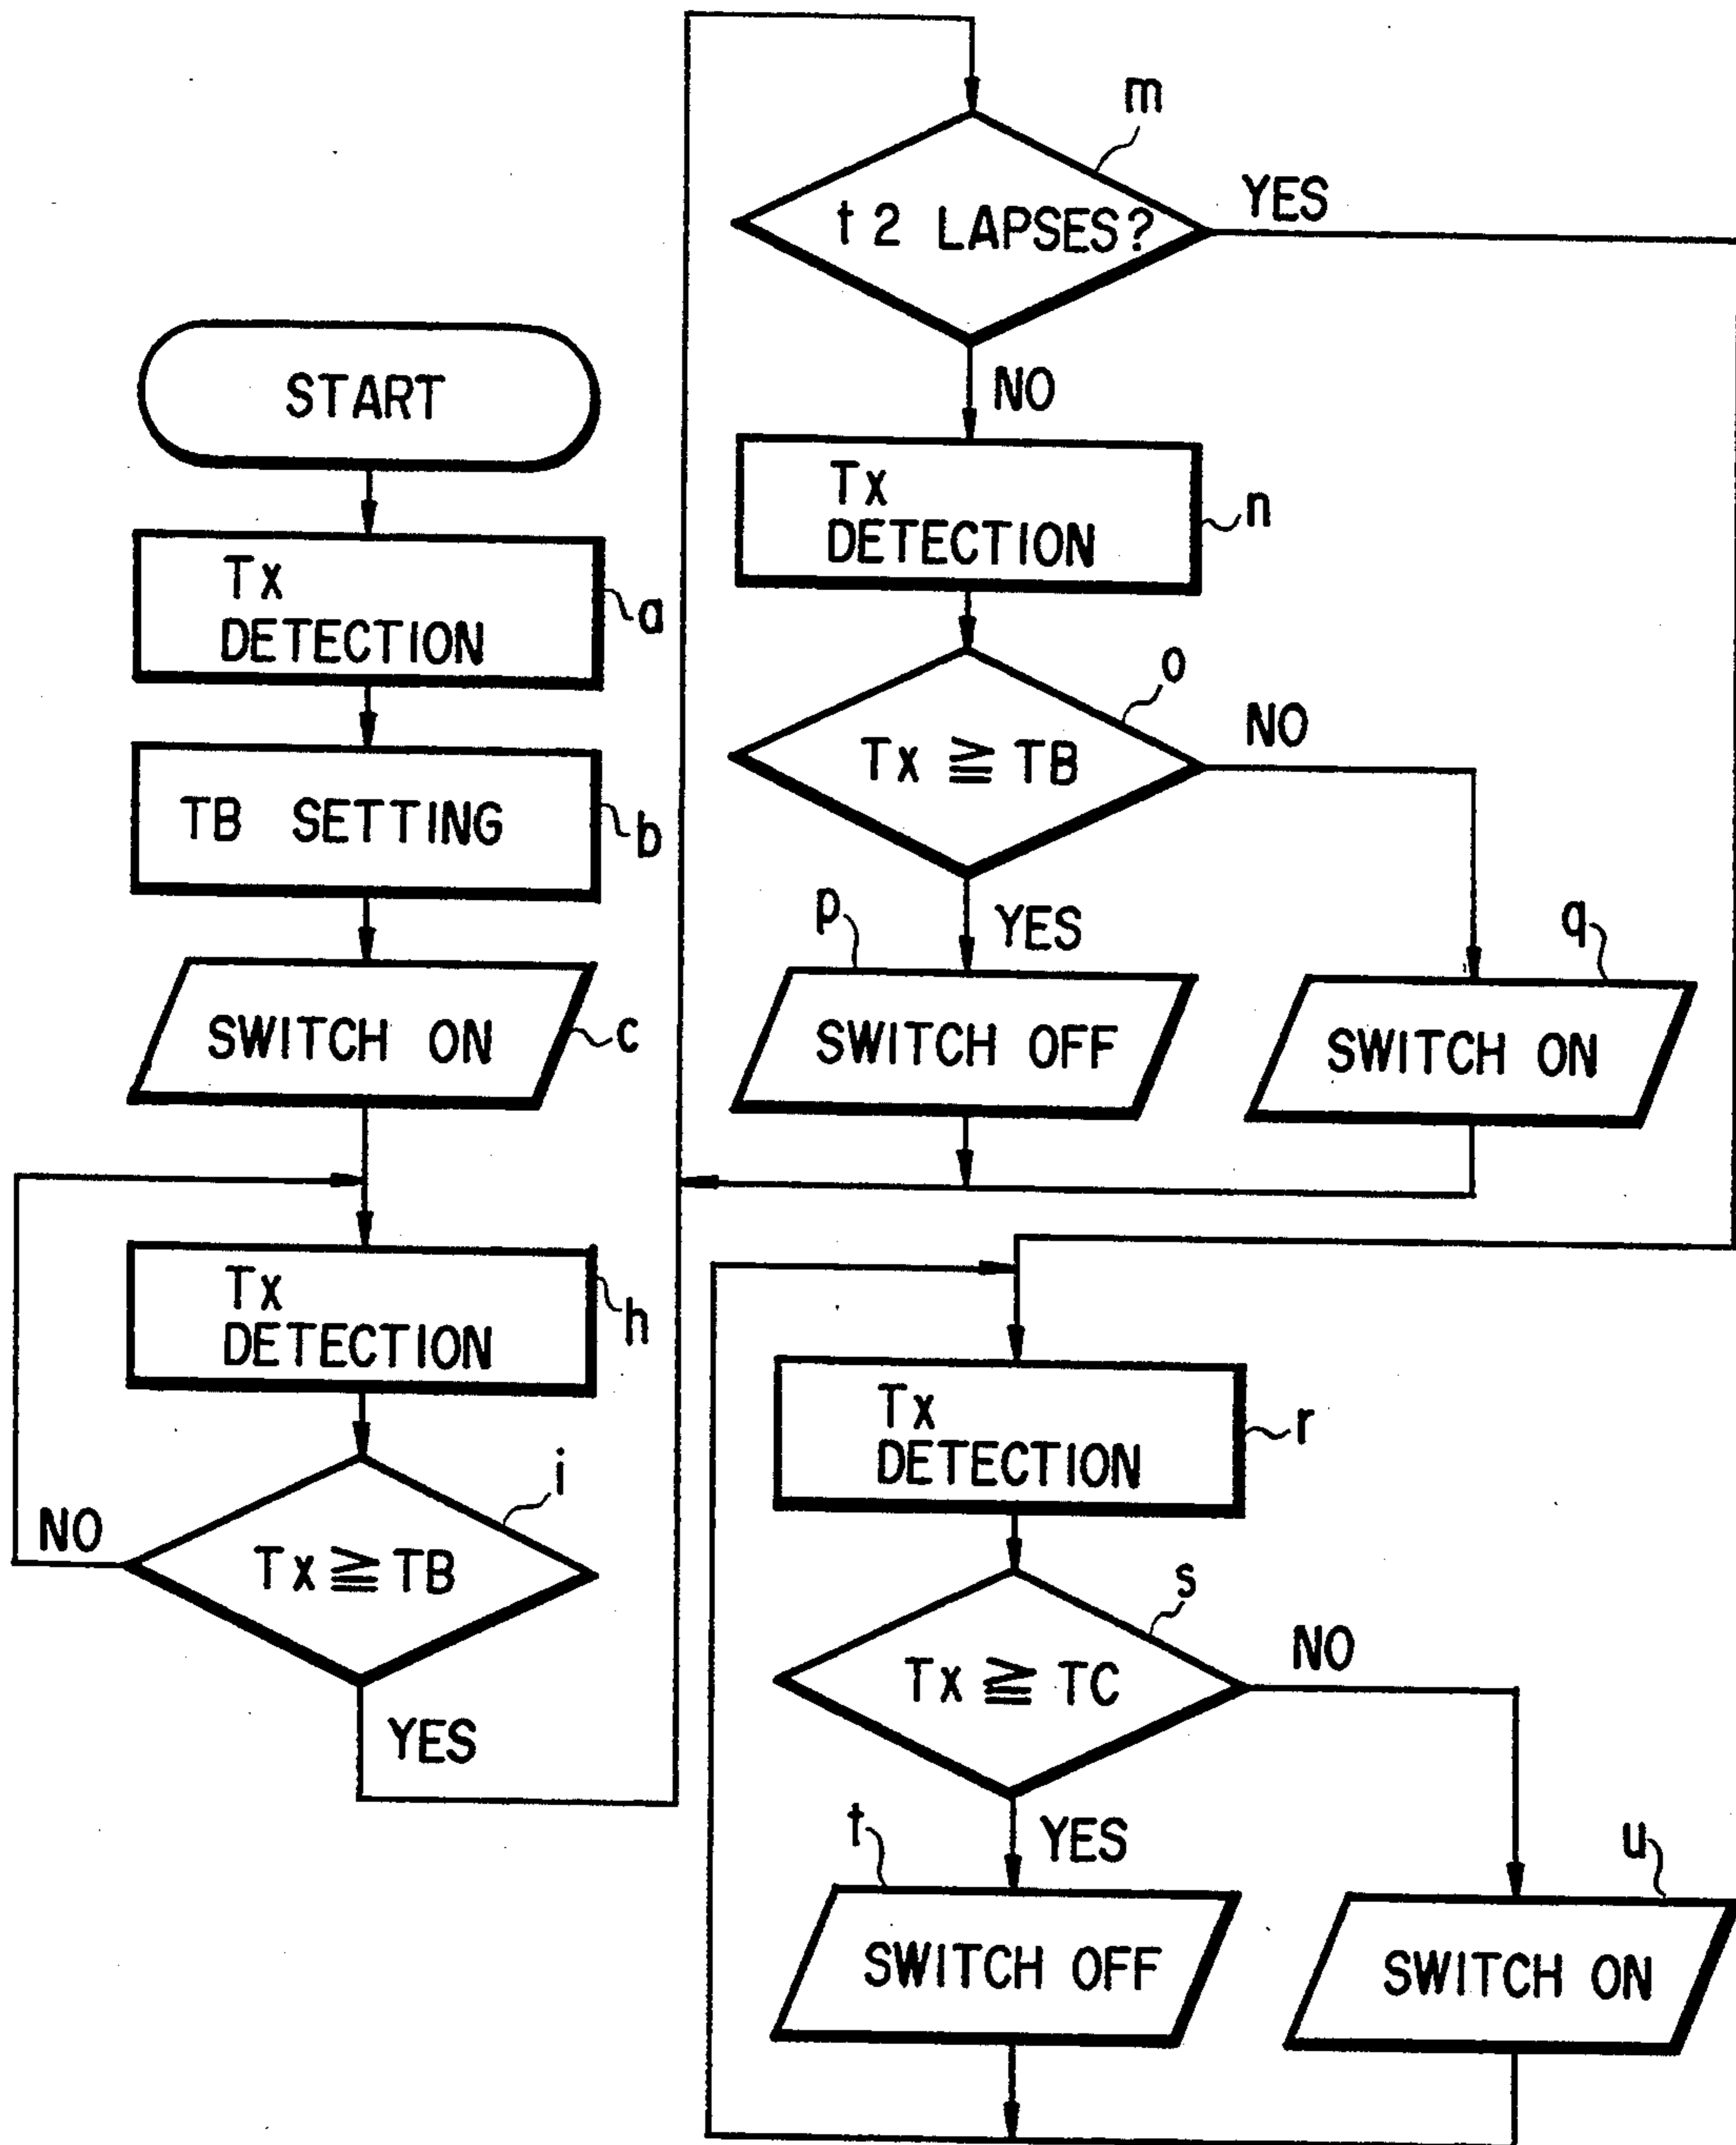 START
Tx
DETECTION
a
TB SETTING
b
SWITCH ON
c
Tx
DETECTION
h
i
NO
Tx ≧ TB
YES
m
t2 LAPSES?
YES
NO
Tx
DETECTION
n
o
Tx ≧ TB
NO
YES
p
SWITCH OFF
q
SWITCH ON
Tx
DETECTION
r
s
Tx ≧ TC
NO
YES
t
SWITCH OFF
u
SWITCH ON